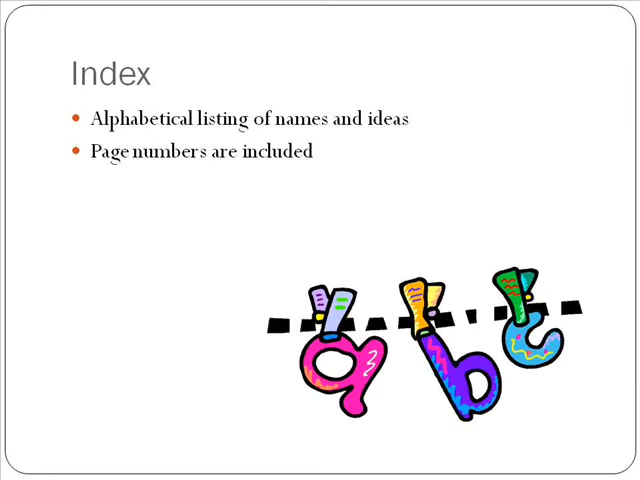 Index
Alphabetical listing of names and ideas
Page numbers are included
a b c